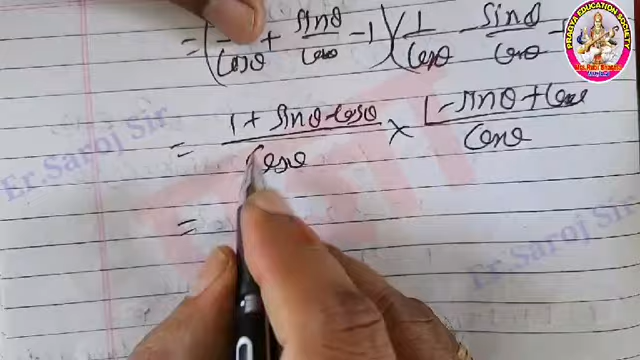 = (1/cosθ + sinθ/cosθ - 1)(1/cosθ - sinθ/cosθ
= 1 + sinθ - cosθ/cosθ × 1 - sinθ + cosθ/cosθ
=
PRAGYA EDUCATION SOCIETY
Er.Saroj Sir
Er.Saroj Sir